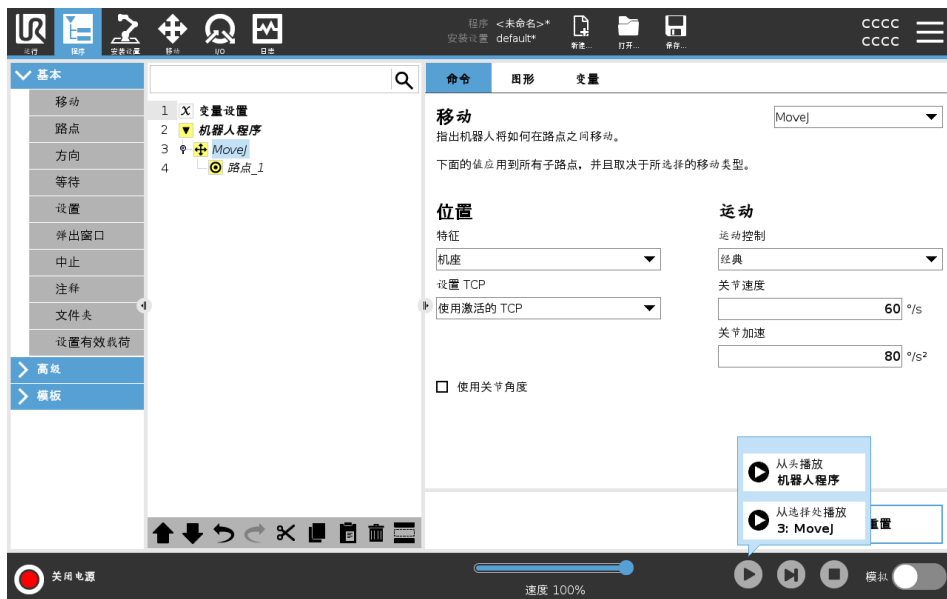 运行
程序
安装设置
移动
I/O
日志
程序 <未命名>*
安装设置 default*
新建...
打开...
保存...
CCCC
CCCC
基本
移动
路点
方向
等待
设置
弹出窗口
中止
注释
文件夹
设置有效载荷
高级
模板
1 X 变量设置
2 机器人程序
3 MoveJ
4 路点_1
命令
图形
变量
移动
MoveJ
指出机器人将如何在路点之间移动。
下面的值应用到所有子路点，并且取决于所选择的移动类型。
位置
运动
特征
运动控制
机座
经典
设置 TCP
关节速度
使用激活的 TCP
60 °/s
关节加速
80 °/s²
使用关节角度
从头播放
机器人程序
从选择处播放
3: MoveJ
重置
关闭电源
速度 100%
模拟